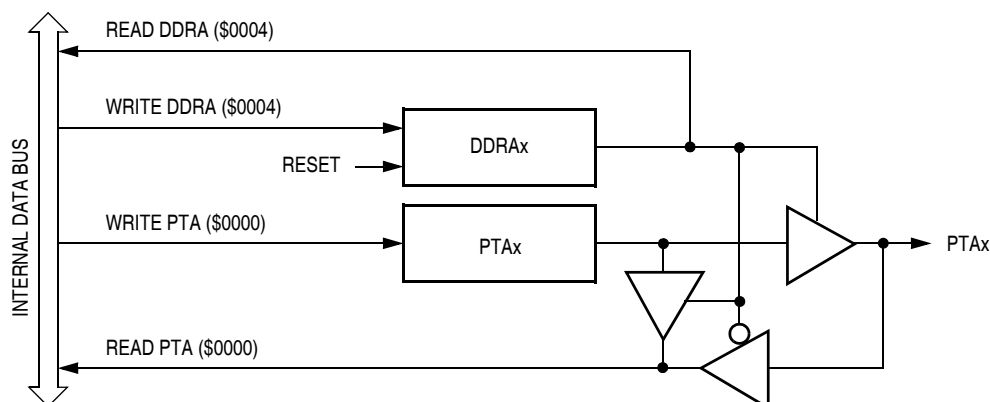 READ DDRA ($0004)
WRITE DDRA ($0004)
DDRAx
RESET
INTERNAL DATA BUS
WRITE PTA ($0000)
PTAx
PTAx
READ PTA ($0000)